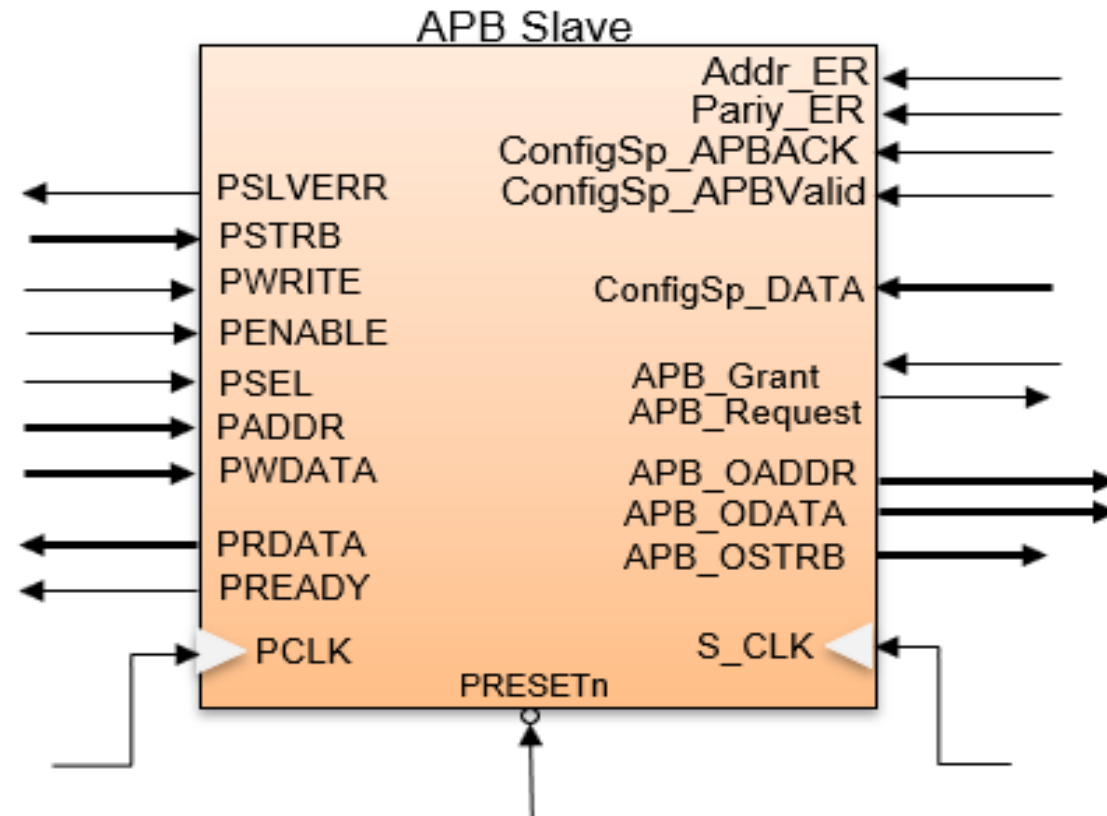 APB Slave
PSLVERR
PSTRB
PWRITE
PENABLE
PSEL
PADDR
PWDATA
PRDATA
PREADY
PCLK
Addr_ER
Pariy_ER
ConfigSp_APBACK
ConfigSp_APBValid
ConfigSp_DATA
APB_Grant
APB_Request
APB_OADDR
APB_ODATA
APB_OSTRB
S_CLK
PRESETn